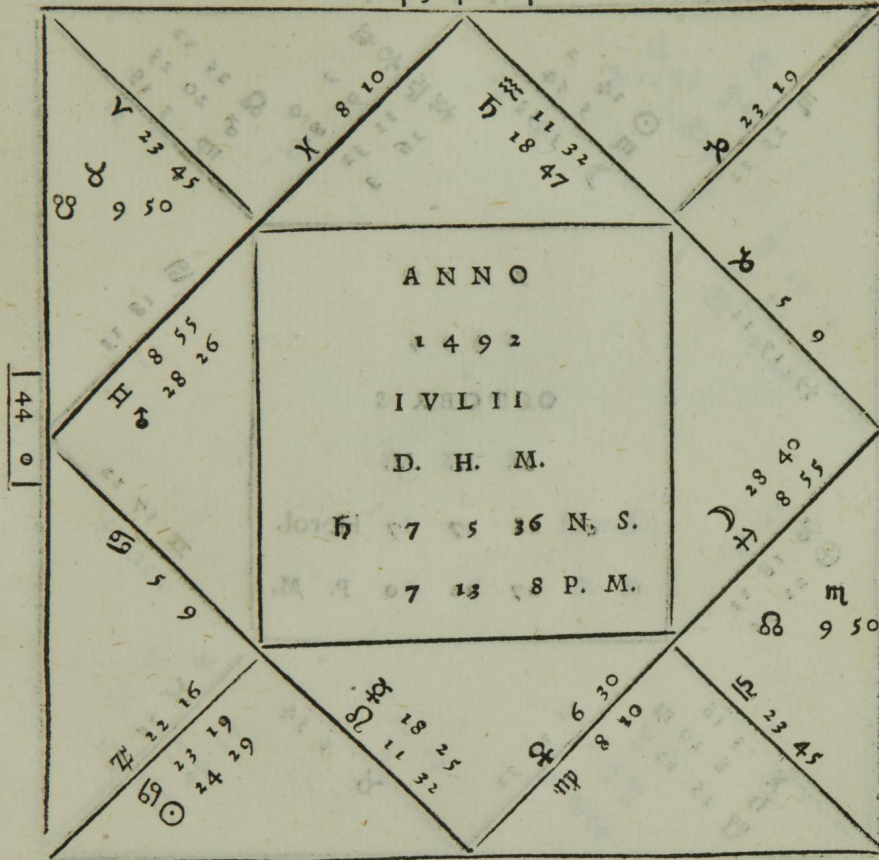 ♓ 8 10
♒ 11 32
♄ 18 47
♑ 23 19
♈ 23 45
♉
☋ 9 50
♑ 5 9
♊ 8 55
♂ 28 26
44 0
ANNO
1492
IVLII
D. H. M.
♄ 7 5 36 N. S.
7 13 8 P. M.
☽ 28 40
♐ 8 55
♏
☊ 9 50
♋ 5 9
♃ 22 16
♋ 23 19
☉ 24 29
☿ 18 25
♌ 11 32
♀ 6 30
♍ 8 10
♎ 23 45